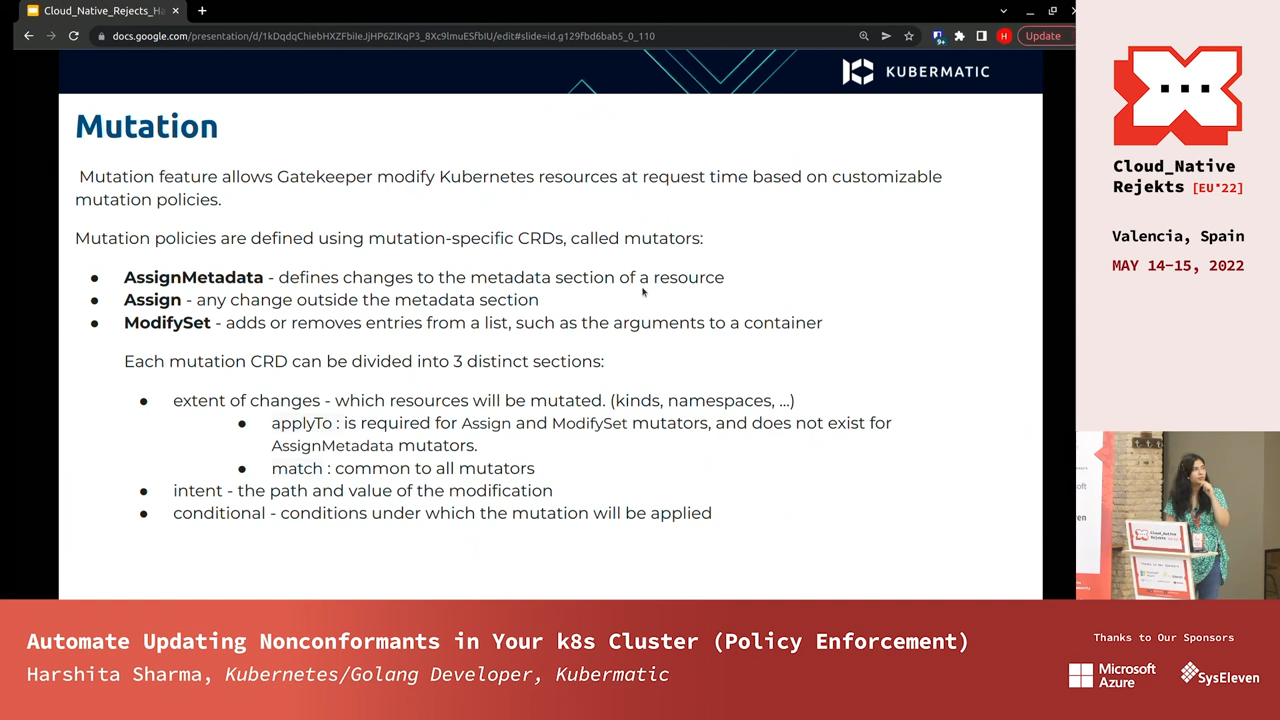 Cloud_Native_Rejects_Ha
docs.google.com/presentation/d/1kDqdqChiebHXZFbiIeJjHP6ZlKqP3_8Xc9lmuESfbIU/edit#slide=id.g129fbd6bab5_0_110
9+
H
Update
KUBERMATIC
Mutation
Mutation feature allows Gatekeeper modify Kubernetes resources at request time based on customizable
mutation policies.
Mutation policies are defined using mutation-specific CRDs, called mutators:
● AssignMetadata - defines changes to the metadata section of a resource
● Assign - any change outside the metadata section
● ModifySet - adds or removes entries from a list, such as the arguments to a container
Each mutation CRD can be divided into 3 distinct sections:
● extent of changes - which resources will be mutated. (kinds, namespaces, ...)
● applyTo : is required for Assign and ModifySet mutators, and does not exist for
AssignMetadata mutators.
● match : common to all mutators
● intent - the path and value of the modification
● conditional - conditions under which the mutation will be applied
Cloud_Native
Rejekts [EU*22]
Valencia, Spain
MAY 14-15, 2022
Cloud_Native
Rejekts
Automate Updating Nonconformants in Your k8s Cluster (Policy Enforcement)
Harshita Sharma, Kubernetes/Golang Developer, Kubermatic
Thanks to Our Sponsors
Microsoft
Azure
SysEleven